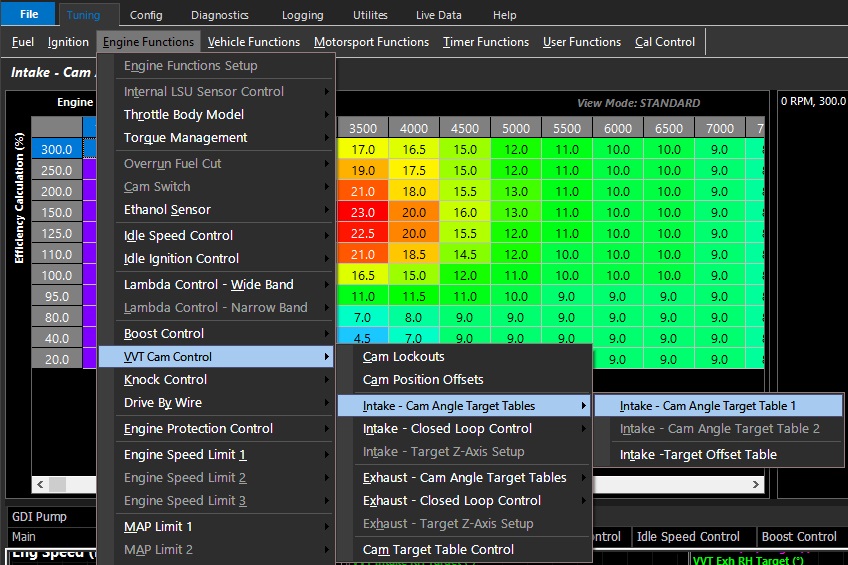 File Tuning Config Diagnostics Logging Utilites Live Data Help
Fuel Ignition Engine Functions Vehicle Functions Motorsport Functions Timer Functions User Functions Cal Control
Intake - Cam
Engine Functions Setup
Internal LSU Sensor Control
Throttle Body Model
Torque Management
Overrun Fuel Cut
Cam Switch
Ethanol Sensor
Idle Speed Control
Idle Ignition Control
Lambda Control - Wide Band
Lambda Control - Narrow Band
Boost Control
VVT Cam Control
Knock Control
Drive By Wire
Engine Protection Control
Engine Speed Limit 1
Engine Speed Limit 2
Engine Speed Limit 3
MAP Limit 1
MAP Limit 2
Cam Lockouts
Cam Position Offsets
Intake - Cam Angle Target Tables
Intake - Closed Loop Control
Intake - Target Z-Axis Setup
Exhaust - Cam Angle Target Tables
Exhaust - Closed Loop Control
Exhaust - Target Z-Axis Setup
Cam Target Table Control
Intake - Cam Angle Target Table 1
Intake - Cam Angle Target Table 2
Intake -Target Offset Table
Engine
View Mode: STANDARD
0 RPM, 300.0
Efficiency Calculation (%)
3500 4000 4500 5000 5500 6000 6500 7000 7
300.0 17.0 16.5 15.0 12.0 11.0 10.0 9.0 9.0
250.0 19.0 17.5 15.0 12.0 11.0 10.0 9.0 9.0
200.0 21.0 18.0 15.5 13.0 11.0 10.0 9.0 9.0
150.0 23.0 20.0 16.0 13.0 11.0 10.0 10.0 9.0
125.0 22.5 20.0 15.5 12.0 11.0 10.0 10.0 9.0
110.0 21.0 18.5 14.5 12.0 10.0 10.0 10.0 9.0
100.0 16.5 15.0 12.0 11.0 10.0 9.0 9.0 9.0
95.0 11.0 11.5 11.0 10.0 9.0 9.0 9.0 9.0
80.0 7.0 8.0 9.0 9.0 9.0 9.0 9.0 9.0
40.0 4.5 7.0 9.0 9.0 9.0 9.0 9.0 9.0
20.0 9.0 9.0 9.0
GDI Pump
Main Idle Speed Control Boost Control
Eng Speed
VVT Exh RH Target (°)